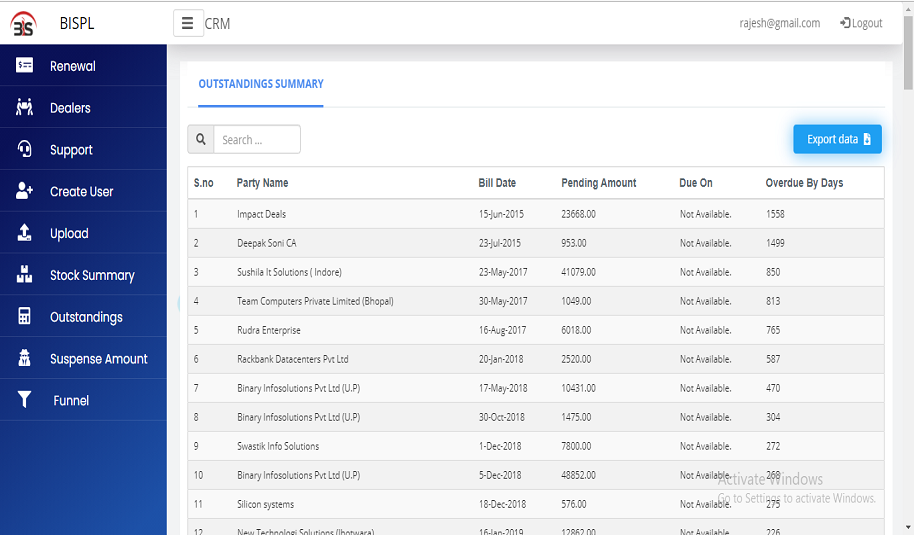 BIS BISPL CRM rajesh@gmail.com Logout
Renewal
Dealers
Support
Create User
Upload
Stock Summary
Outstandings
Suspense Amount
Funnel
OUTSTANDINGS SUMMARY
Search ... Export data
S.no Party Name Bill Date Pending Amount Due On Overdue By Days
1 Impact Deals 15-Jun-2015 23668.00 Not Available. 1558
2 Deepak Soni CA 23-Jul-2015 953.00 Not Available. 1499
3 Sushila It Solutions ( Indore) 23-May-2017 41079.00 Not Available. 850
4 Team Computers Private Limited (Bhopal) 30-May-2017 1049.00 Not Available. 813
5 Rudra Enterprise 16-Aug-2017 6018.00 Not Available. 765
6 Rackbank Datacenters Pvt Ltd 20-Jan-2018 2520.00 Not Available. 587
7 Binary Infosolutions Pvt Ltd (U.P) 17-May-2018 10431.00 Not Available. 470
8 Binary Infosolutions Pvt Ltd (U.P) 30-Oct-2018 1475.00 Not Available. 304
9 Swastik Info Solutions 1-Dec-2018 7800.00 Not Available. 272
10 Binary Infosolutions Pvt Ltd (U.P) 5-Dec-2018 48852.00 Not Available. 268
11 Silicon systems 18-Dec-2018 576.00 Not Available. 275
12 New Technologi Solutions (Jhotwara) 16-Jan-2019 12862.00 Not Available. 226
Activate Windows
Go to Settings to activate Windows.